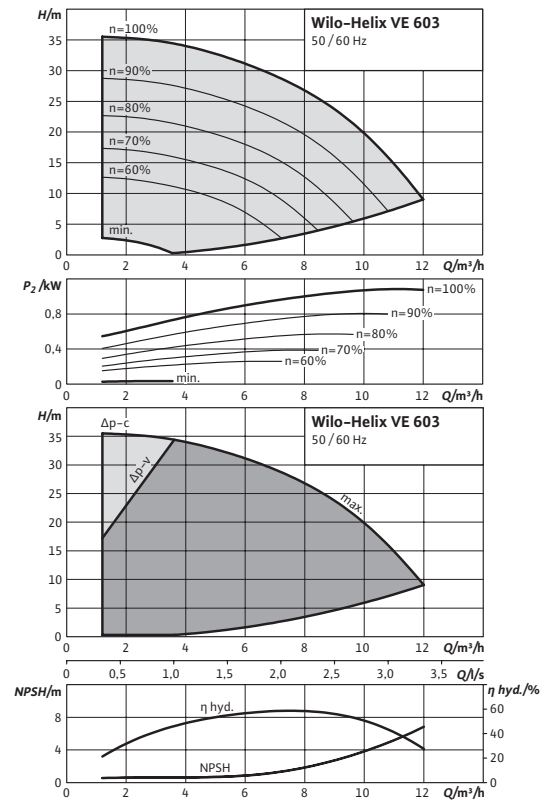 H/m
Wilo-Helix VE 603
50 / 60 Hz
35
n=100%
30
n=90%
25
n=80%
20
n=70%
15
n=60%
10
5
min.
0
0 2 4 6 8 10 12 Q/m³/h
P₂/kW
n=100%
0,8
n=90%
n=80%
0,4
n=70%
n=60%
min.
0
0 2 4 6 8 10 12 Q/m³/h
H/m
Δp-c
Wilo-Helix VE 603
50 / 60 Hz
35
30
Δp-v
25
max.
20
15
10
5
0
0 2 4 6 8 10 12 Q/m³/h
0 0,5 1,0 1,5 2,0 2,5 3,0 3,5 Q/l/s
NPSH/m
η hyd./%
η hyd.
8
60
40
4
20
NPSH
0
0
0 2 4 6 8 10 12 Q/m³/h